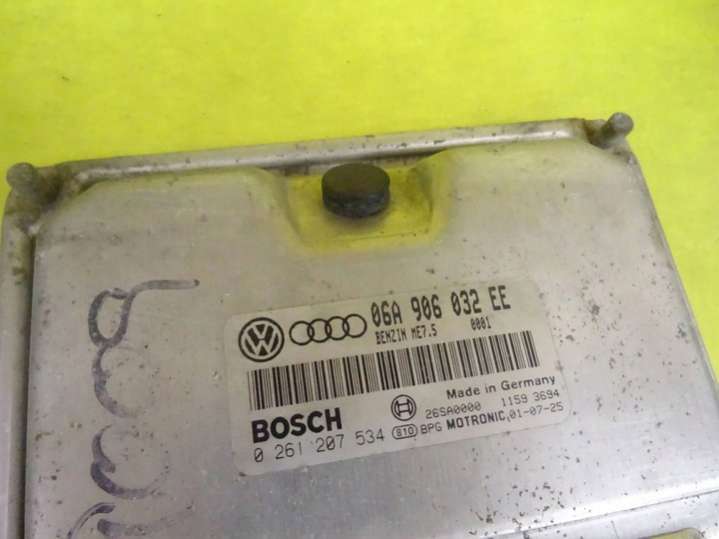 06A 906 032 EE
BENZIN ME7.5 0001
Made in Germany
BOSCH 26SA0000 1159 3694
0 261 207 534 S10 BPG MOTRONIC, 01-07-25